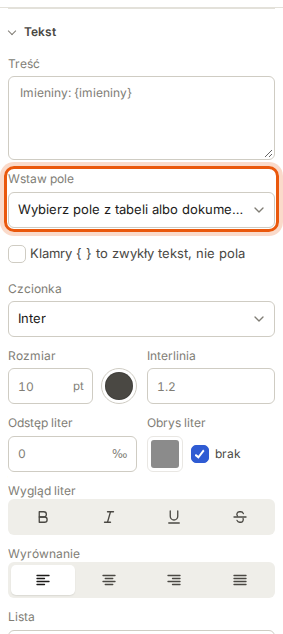 Tekst
Treść
Imieniny: {imieniny}
Wstaw pole
Wybierz pole z tabeli albo dokume...
Klamry { } to zwykły tekst, nie pola
Czcionka
Inter
Rozmiar Interlinia
10 pt 1.2
Odstęp liter Obrys liter
0 ‰ brak
Wygląd liter
B I U S
Wyrównanie
Lista